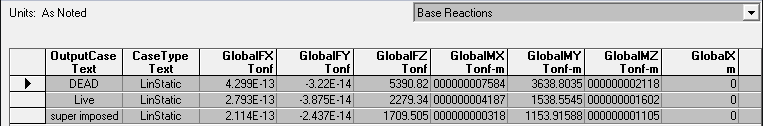 Units: As Noted Base Reactions
OutputCase CaseType GlobalFX GlobalFY GlobalFZ GlobalMX GlobalMY GlobalMZ GlobalX
Text Text Tonf Tonf Tonf Tonf-m Tonf-m Tonf-m m
DEAD LinStatic 4.299E-13 -3.22E-14 5390.82 000000007584 3638.8035 000000002118 0
Live LinStatic 2.793E-13 -3.875E-14 2279.34 000000004187 1538.5545 000000001602 0
super imposed LinStatic 2.114E-13 -2.437E-14 1709.505 000000000318 1153.91588 000000001105 0